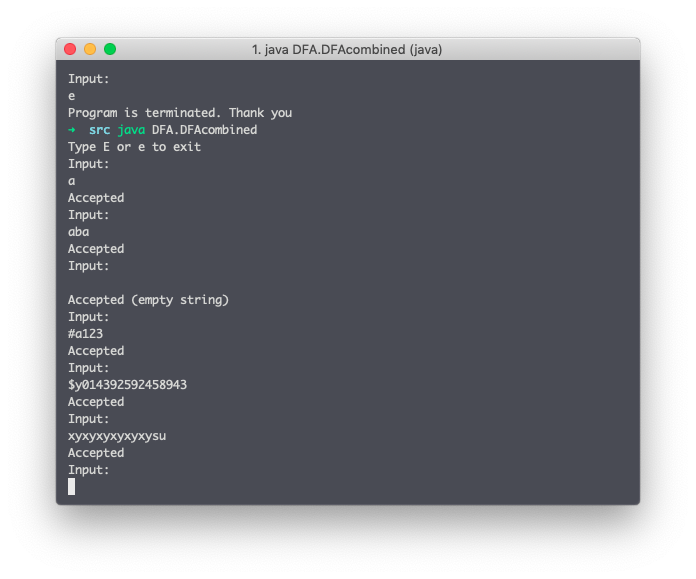 1. java DFA.DFAcombined (java)
Input:
e
Program is terminated. Thank you
➜  src java DFA.DFAcombined
Type E or e to exit
Input:
a
Accepted
Input:
aba
Accepted
Input:

Accepted (empty string)
Input:
#a123
Accepted
Input:
$y014392592458943
Accepted
Input:
xyxyxyxyxyxysu
Accepted
Input: